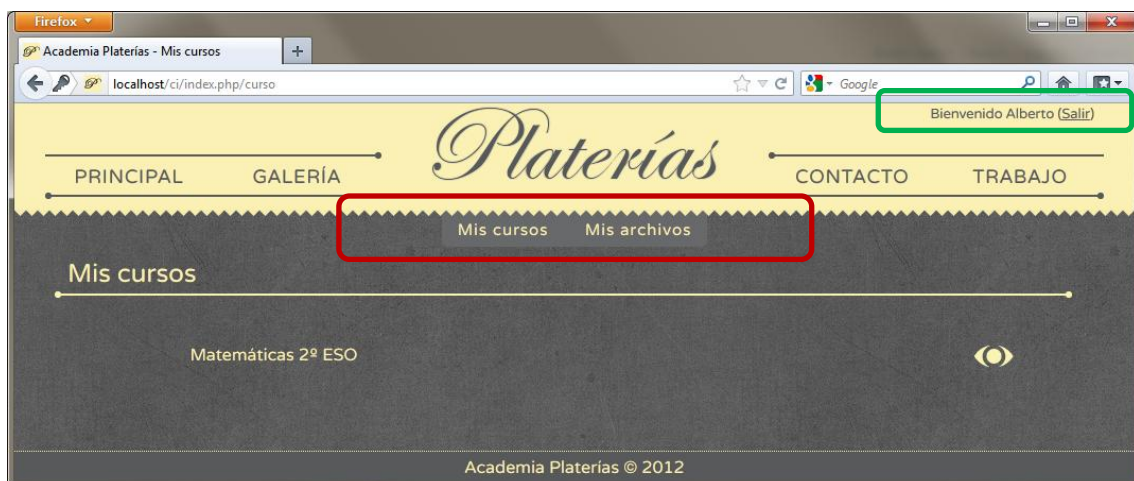 Firefox
Academia Platerías - Mis cursos
localhost/ci/index.php/curso
Google
Bienvenido Alberto (Salir)
Platerías
PRINCIPAL GALERÍA CONTACTO TRABAJO
Mis cursos Mis archivos
Mis cursos
Matemáticas 2º ESO
Academia Platerías © 2012